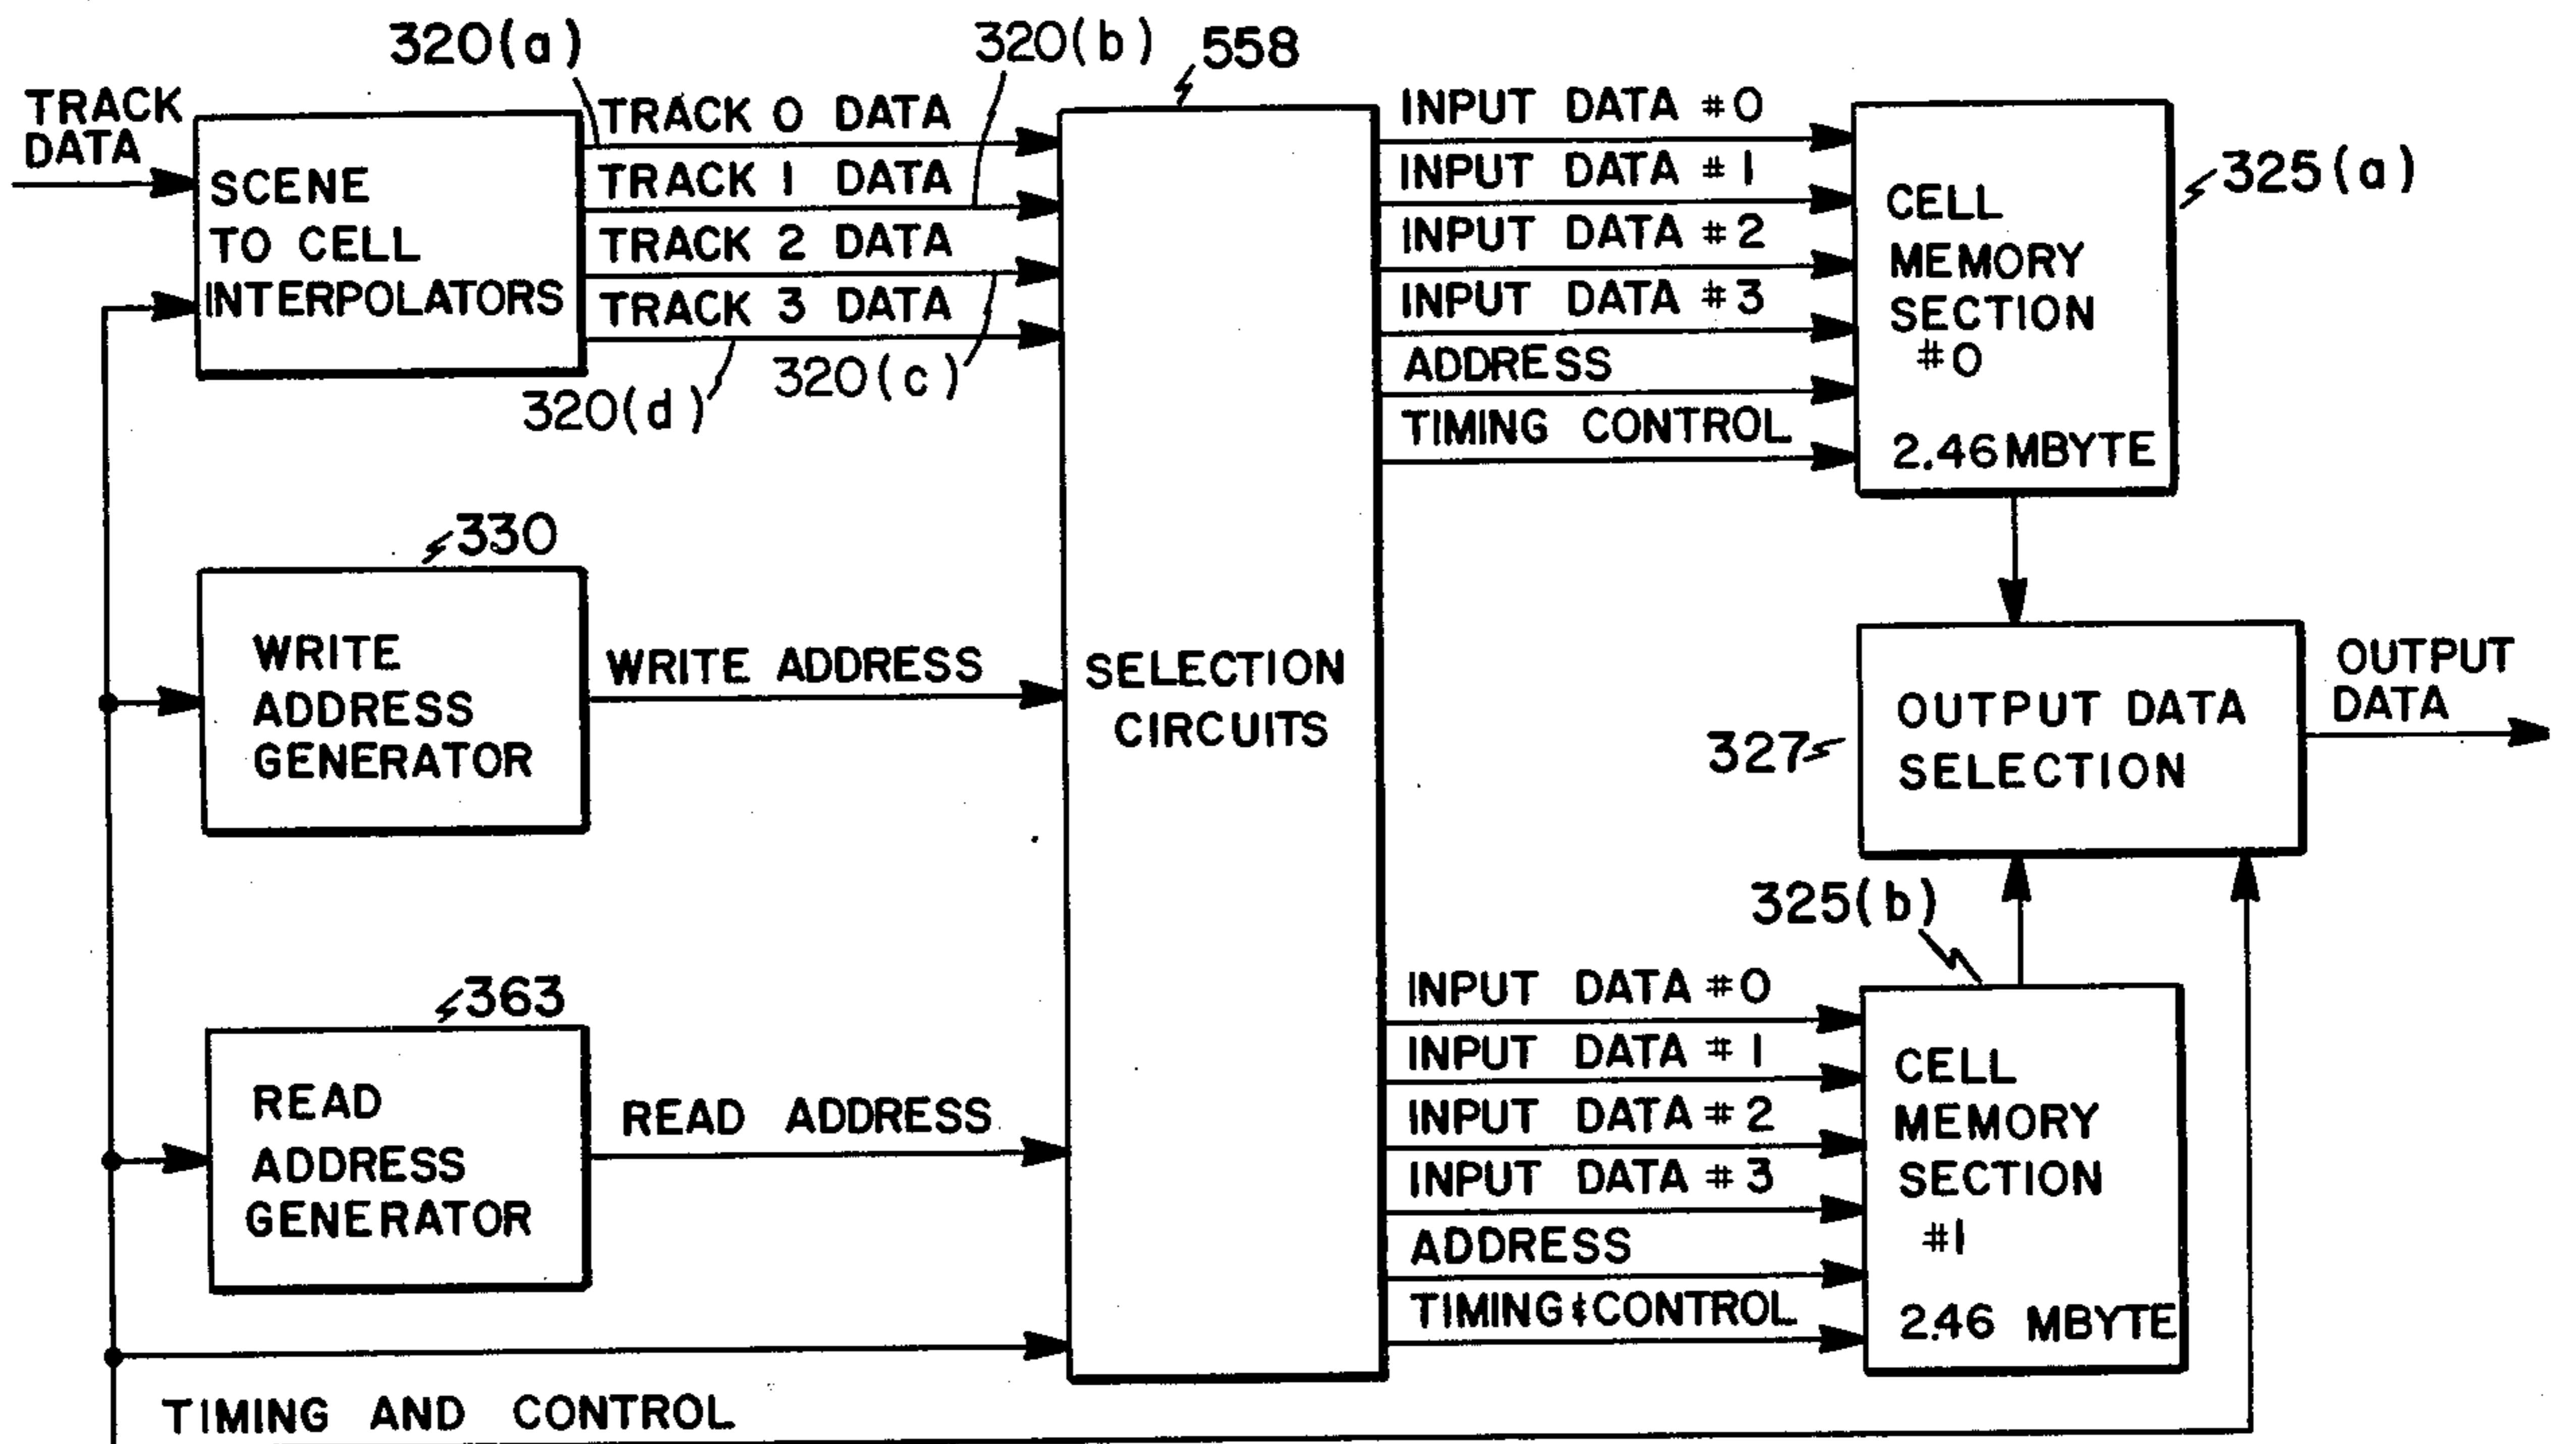 320(a)
320(b)
558
TRACK
DATA
SCENE
TO CELL
INTERPOLATORS
TRACK 0 DATA
TRACK 1 DATA
TRACK 2 DATA
TRACK 3 DATA
320(c)
320(d)
INPUT DATA #0
INPUT DATA #1
INPUT DATA #2
INPUT DATA #3
ADDRESS
TIMING CONTROL
CELL
MEMORY
SECTION
#0
2.46 MBYTE
325(a)
330
WRITE
ADDRESS
GENERATOR
WRITE ADDRESS
SELECTION
CIRCUITS
327
OUTPUT DATA
SELECTION
OUTPUT
DATA
325(b)
363
READ
ADDRESS
GENERATOR
READ ADDRESS
INPUT DATA #0
INPUT DATA #1
INPUT DATA #2
INPUT DATA #3
ADDRESS
TIMING & CONTROL
CELL
MEMORY
SECTION
#1
2.46 MBYTE
TIMING AND CONTROL